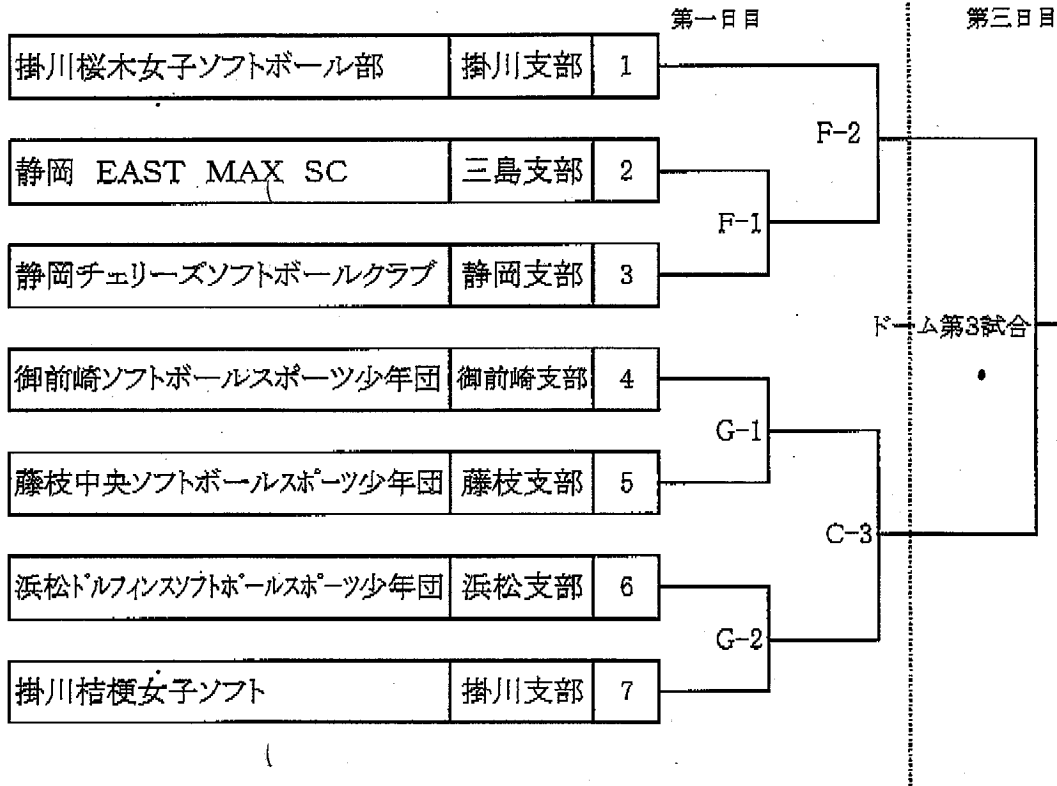 第一日目 第三日目
掛川桜木女子ソフトボール部 掛川支部 1
F-2
静岡 EAST MAX SC 三島支部 2
F-1
静岡チェリーズソフトボールクラブ 静岡支部 3
ドーム第3試合
御前崎ソフトボールスポーツ少年団 御前崎支部 4
G-1
藤枝中央ソフトボールスポーツ少年団 藤枝支部 5
C-3
浜松ドルフィンスソフトボールスポーツ少年団 浜松支部 6
G-2
掛川桔梗女子ソフト 掛川支部 7